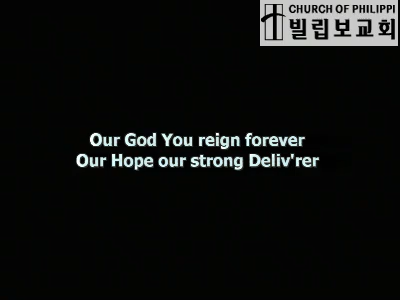 CHURCH OF PHILIPPI
빌립보교회
Our God You reign forever
Our Hope our strong Deliv'rer